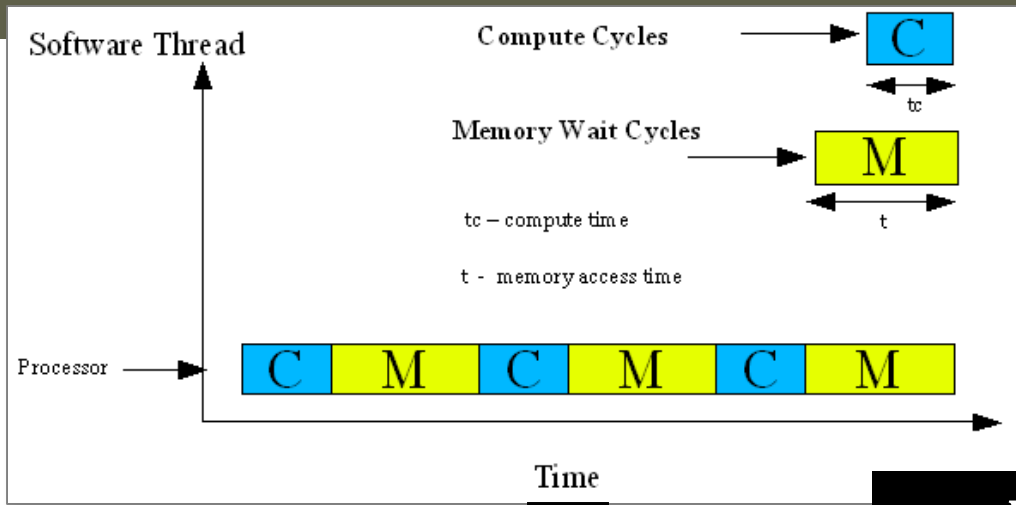 Software Thread
Compute Cycles
C
tc
Memory Wait Cycles
M
t
tc – compute time
t - memory access time
Processor
C M C M C M
Time